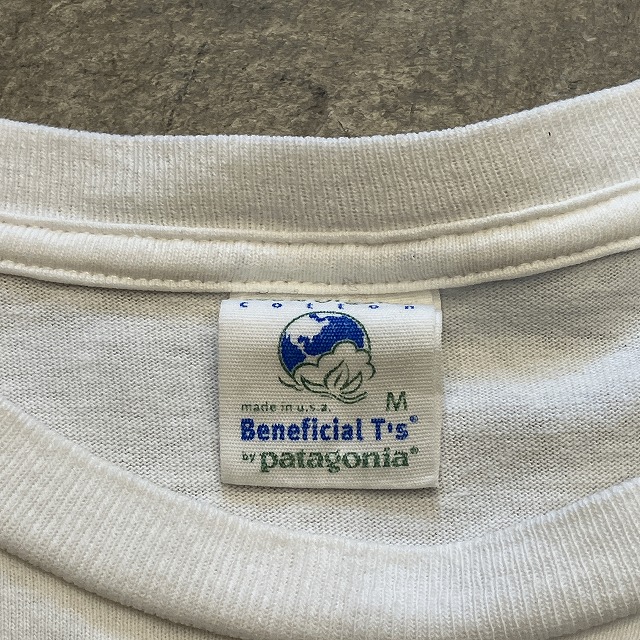 cotton
made in u.s.a. M
Beneficial T's®
by patagonia®